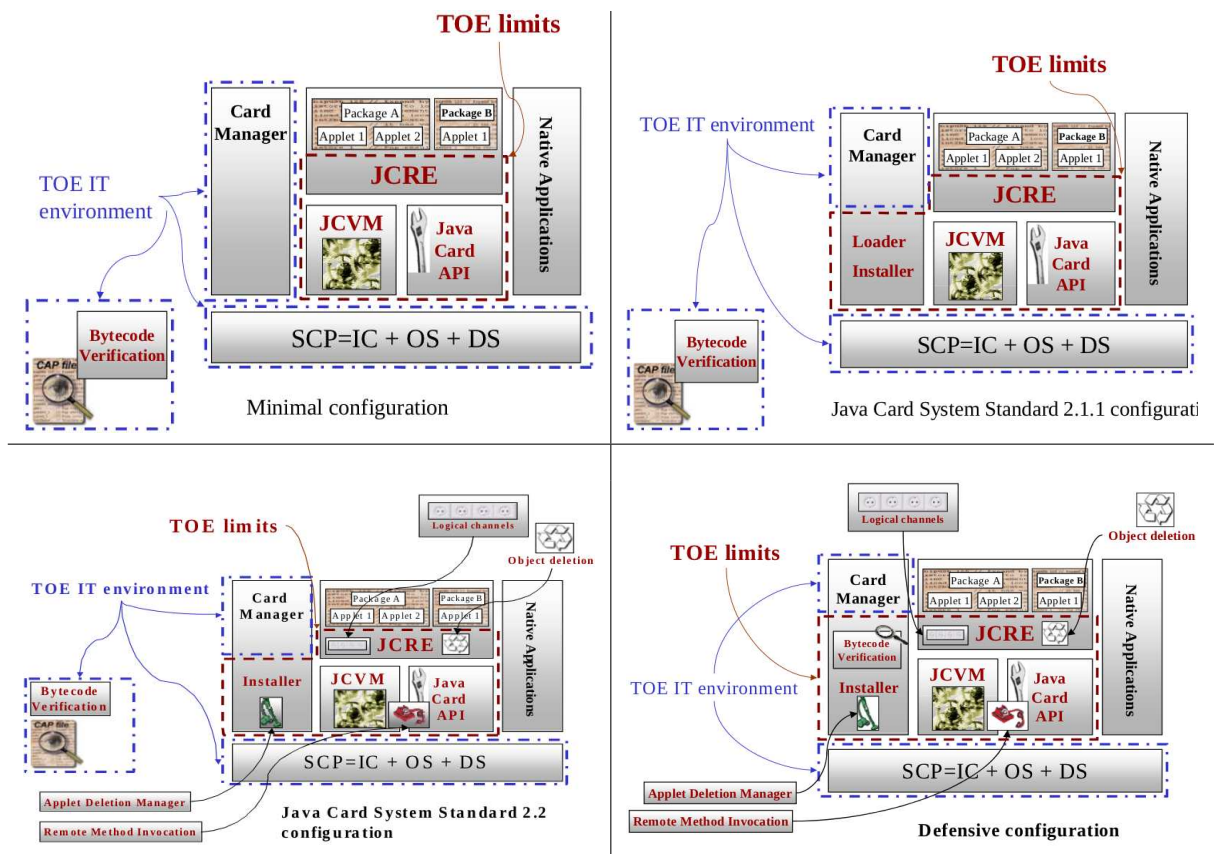 TOE limits
Card
Manager
Package A
Package B
Applet 1
Applet 2
Applet 1
JCRE
Native Applications
TOE IT
environment
JCVM
Java
Card
API
Bytecode
Verification
CAP file
SCP=IC + OS + DS
Minimal configuration
TOE limits
TOE IT environment
Card
Manager
Package A
Package B
Applet 1
Applet 2
Applet 1
JCRE
Native Applications
Loader
Installer
JCVM
Java
Card
API
Bytecode
Verification
CAP file
SCP=IC + OS + DS
Java Card System Standard 2.1.1 configurati
Logical channels
TOE limits
Object deletion
TOE IT environment
Card
Manager
Package A
Package B
Applet 1
Applet 2
Applet 1
JCRE
Native Applications
Installer
JCVM
Java
Card
API
Bytecode
Verification
CAP file
SCP=IC + OS + DS
Applet Deletion Manager
Remote Method Invocation
Java Card System Standard 2.2
configuration
Logical channels
Object deletion
TOE limits
Card
Manager
Package A
Package B
Applet 1
Applet 2
Applet 1
JCRE
Native Applications
Bytecode
Verification
Installer
JCVM
Java
Card
API
TOE IT environment
SCP=IC + OS + DS
Applet Deletion Manager
Remote Method Invocation
Defensive configuration